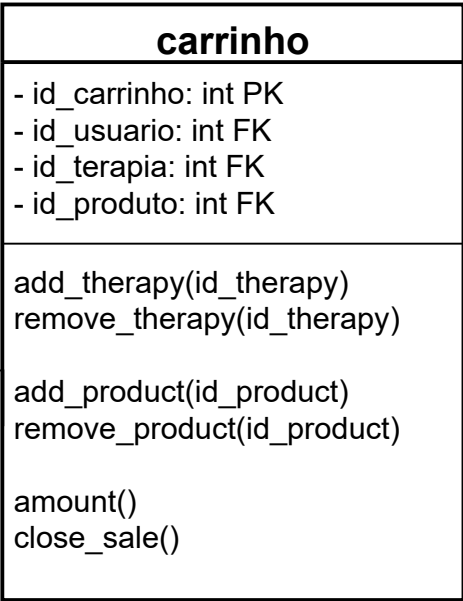 carrinho
- id_carrinho: int PK
- id_usuario: int FK
- id_terapia: int FK
- id_produto: int FK
add_therapy(id_therapy)
remove_therapy(id_therapy)
add_product(id_product)
remove_product(id_product)
amount()
close_sale()